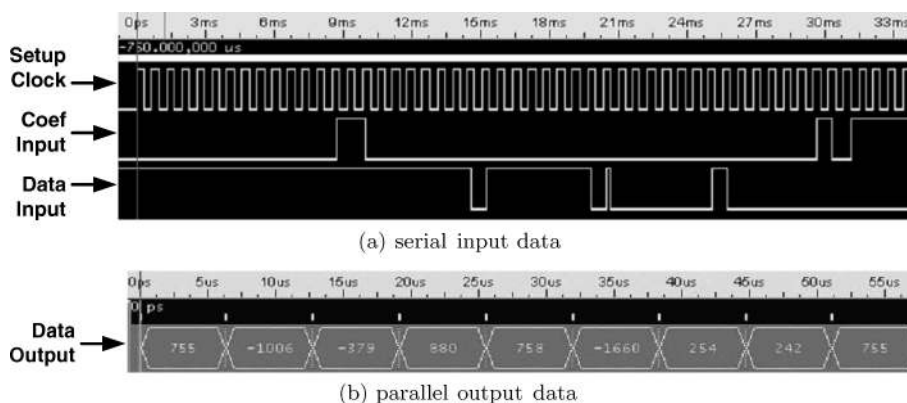 0ps 3ms 6ms 9ms 12ms 15ms 18ms 21ms 24ms 27ms 30ms 33ms
-750.000,000 us
Setup
Clock
Coef
Input
Data
Input
(a) serial input data
0ps 5us 10us 15us 20us 25us 30us 35us 40us 45us 50us 55us
0 ps
Data
Output
755 -1006 -379 880 758 -1660 254 242 755
(b) parallel output data